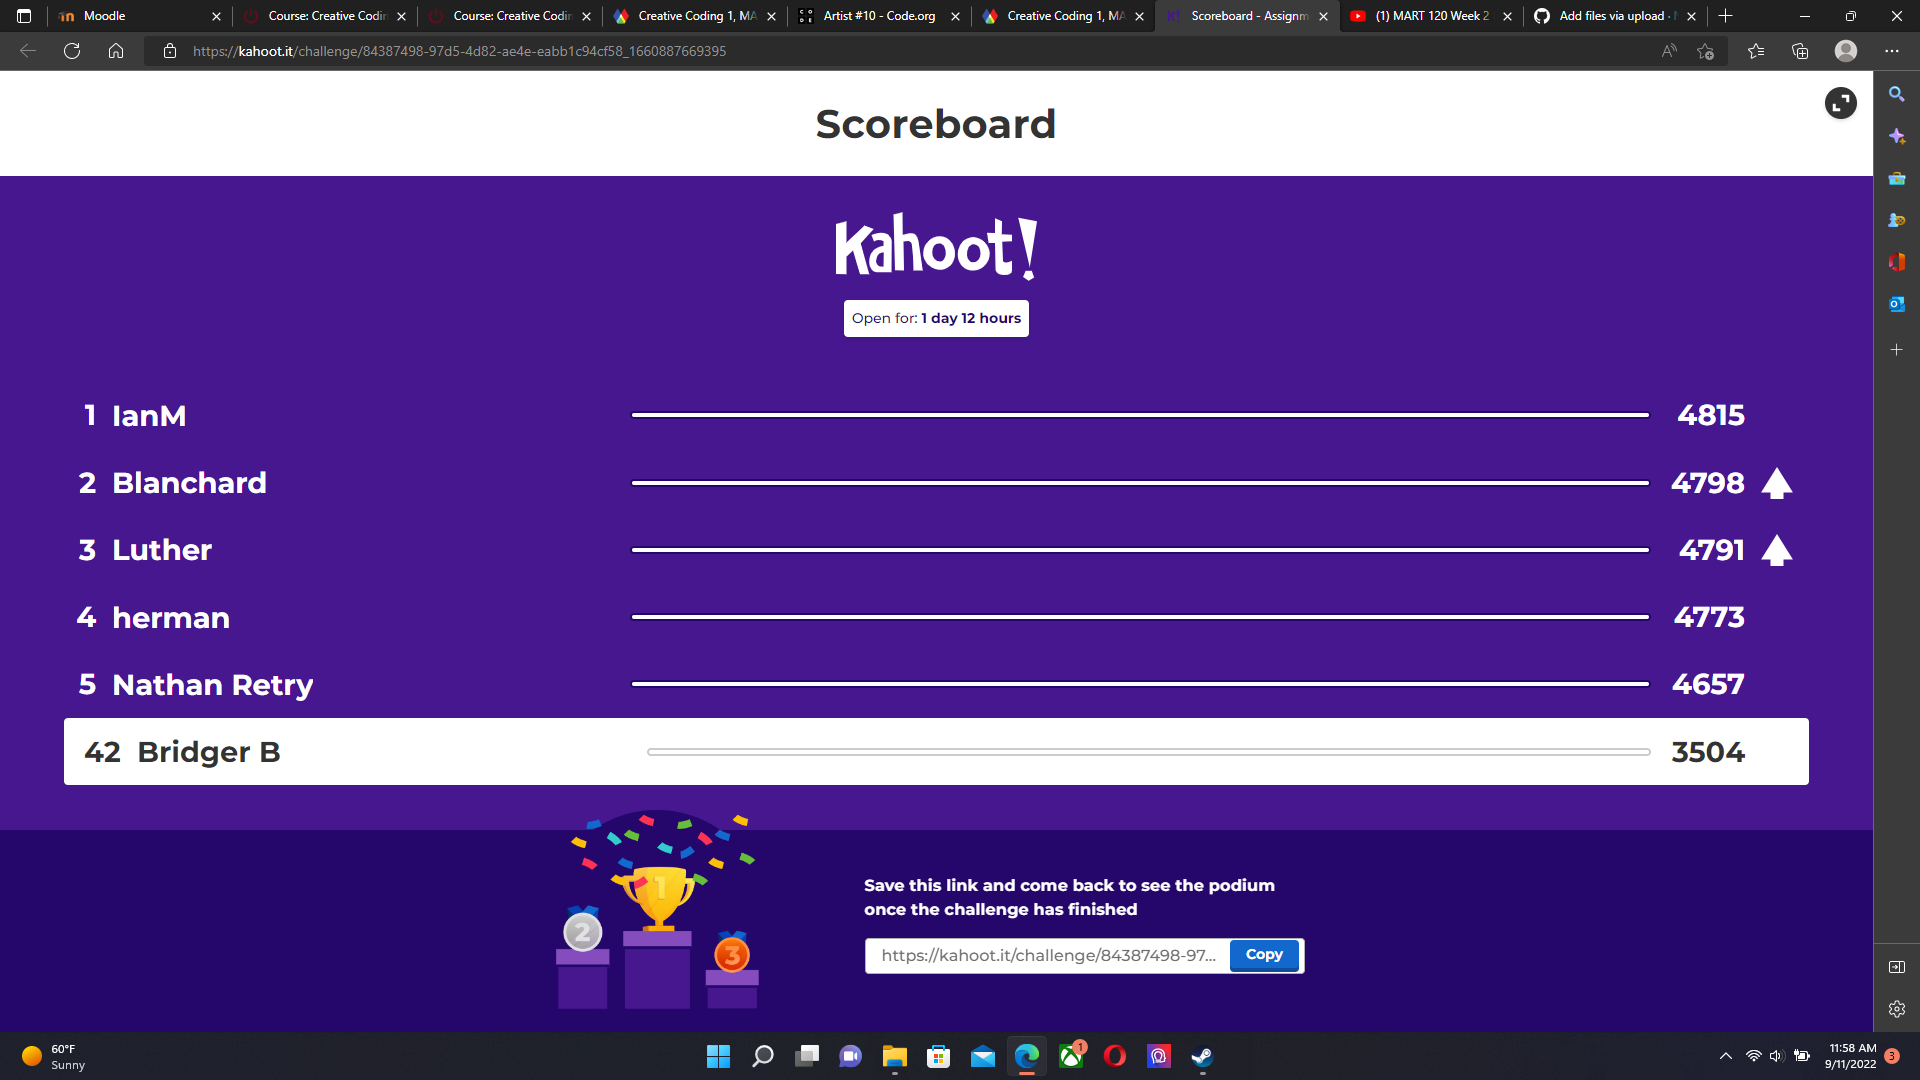 Moodle
Course: Creative Codin
Course: Creative Codin
Creative Coding 1, MA
CODE
Artist #10 - Code.org
Creative Coding 1, MA
K!
Scoreboard - Assignm
(1) MART 120 Week 2
Add files via upload ·
https://kahoot.it/challenge/84387498-97d5-4d82-ae4e-eabb1c94cf58_1660887669395
Scoreboard
Kahoot!
Open for: 1 day 12 hours
1 IanM 4815
2 Blanchard 4798
3 Luther 4791
4 herman 4773
5 Nathan Retry 4657
42 Bridger B 3504
1
2
3
Save this link and come back to see the podium
once the challenge has finished
https://kahoot.it/challenge/84387498-97...
Copy
60°F
Sunny
1
11:58 AM
9/11/2022
3